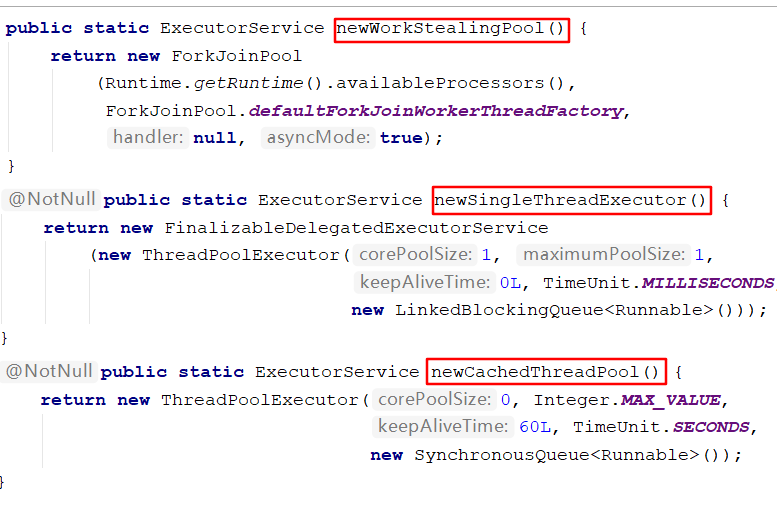 public static ExecutorService newWorkStealingPool() {
return new ForkJoinPool
(Runtime.getRuntime().availableProcessors(),
ForkJoinPool.defaultForkJoinWorkerThreadFactory,
handler: null, asyncMode: true);
}
@NotNull public static ExecutorService newSingleThreadExecutor() {
return new FinalizableDelegatedExecutorService
(new ThreadPoolExecutor( corePoolSize: 1, maximumPoolSize: 1,
keepAliveTime: 0L, TimeUnit.MILLISECONDS,
new LinkedBlockingQueue<Runnable>()));
}
@NotNull public static ExecutorService newCachedThreadPool() {
return new ThreadPoolExecutor( corePoolSize: 0, Integer.MAX_VALUE,
keepAliveTime: 60L, TimeUnit.SECONDS,
new SynchronousQueue<Runnable>());
}